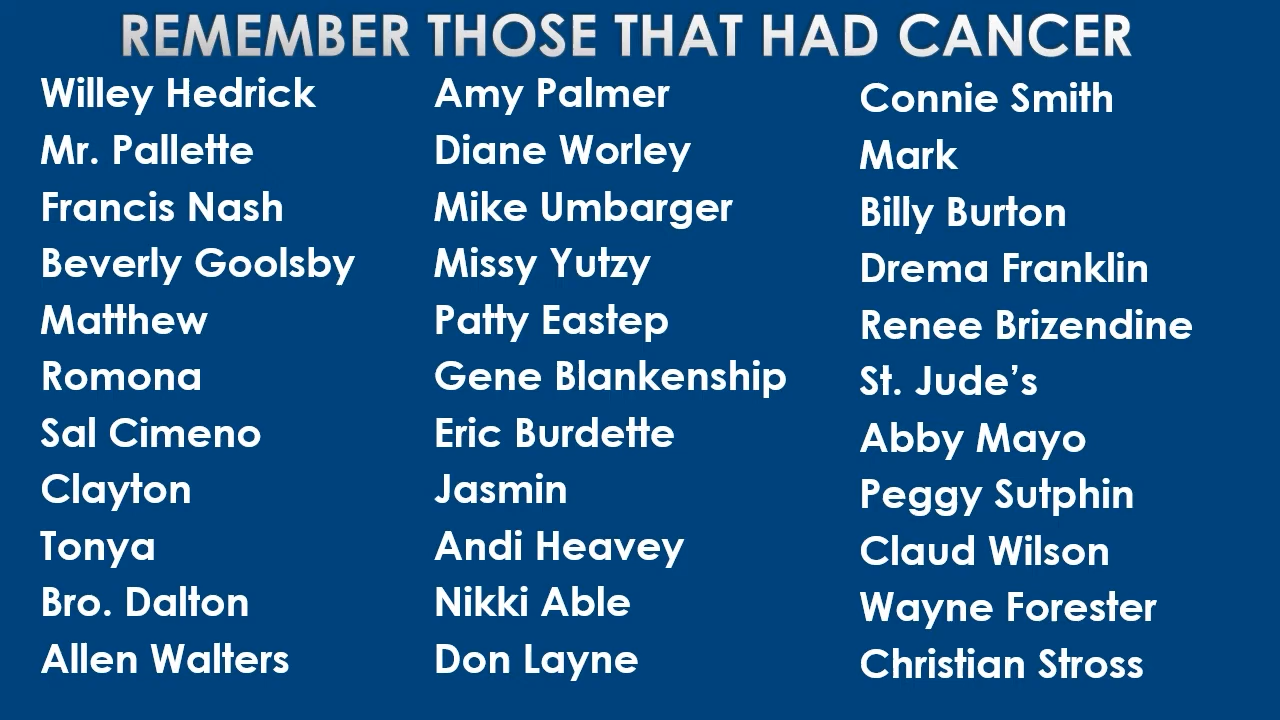 REMEMBER THOSE THAT HAD CANCER
Willey Hedrick
Mr. Pallette
Francis Nash
Beverly Goolsby
Matthew
Romona
Sal Cimeno
Clayton
Tonya
Bro. Dalton
Allen Walters
Amy Palmer
Diane Worley
Mike Umbarger
Missy Yutzy
Patty Eastep
Gene Blankenship
Eric Burdette
Jasmin
Andi Heavey
Nikki Able
Don Layne
Connie Smith
Mark
Billy Burton
Drema Franklin
Renee Brizendine
St. Jude’s
Abby Mayo
Peggy Sutphin
Claud Wilson
Wayne Forester
Christian Stross